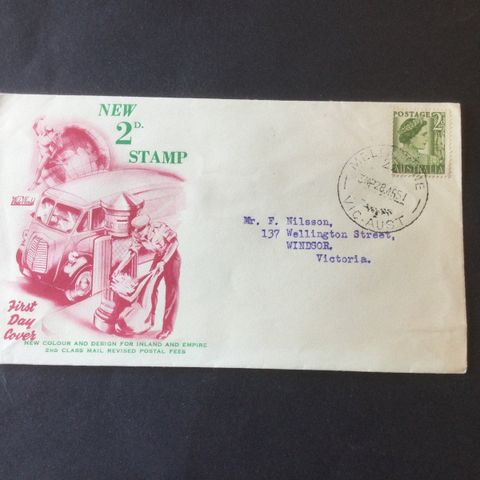 NEW
2D.
STAMP
First
Day
Cover
NEW COLOUR AND DESIGN FOR INLAND AND EMPIRE
2ND CLASS MAIL REVISED POSTAL FEES
POSTAGE
2D
AUSTRALIA
VIC-AUST
Mr. F. Nilsson,
137 Wellington Street,
WINDSOR.
Victoria.